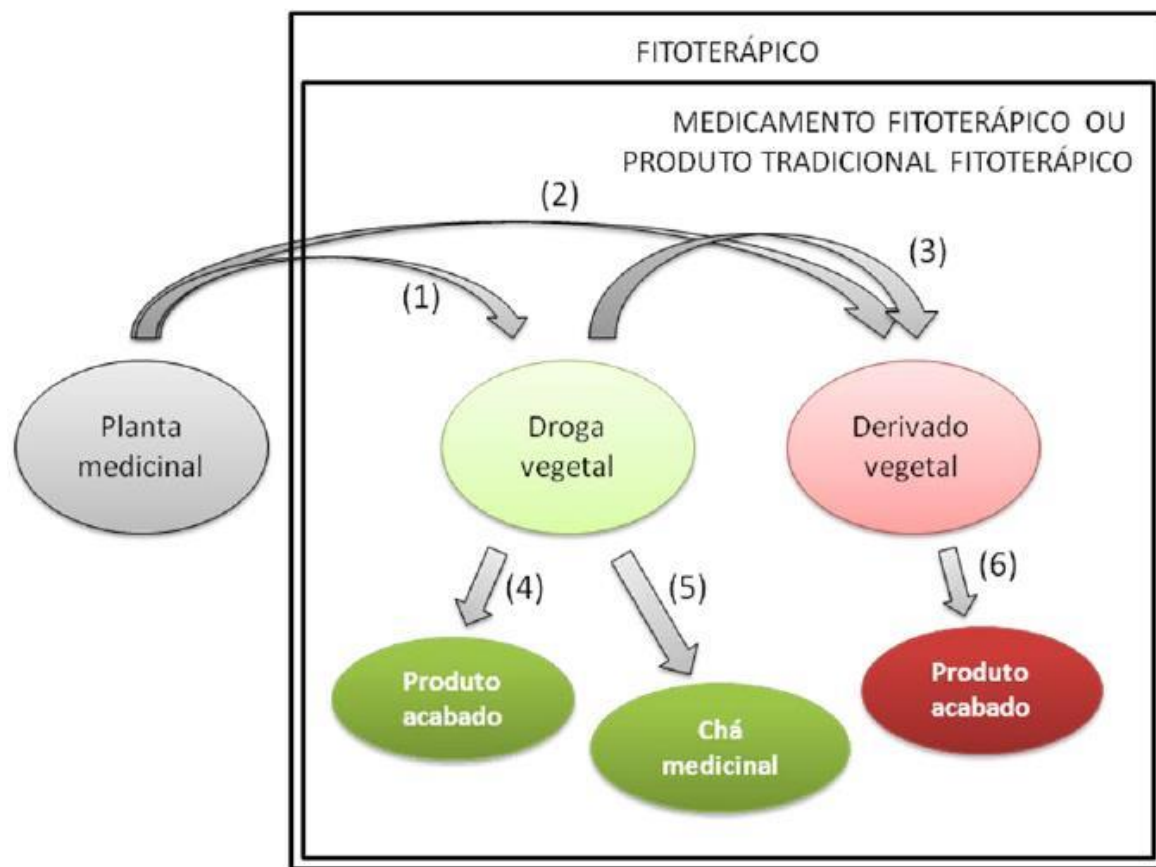 FITOTERÁPICO
MEDICAMENTO FITOTERÁPICO OU
PRODUTO TRADICIONAL FITOTERÁPICO
(2)
(3)
(1)
Planta
medicinal
Droga
vegetal
Derivado
vegetal
(4)
(5)
(6)
Produto
acabado
Chá
medicinal
Produto
acabado